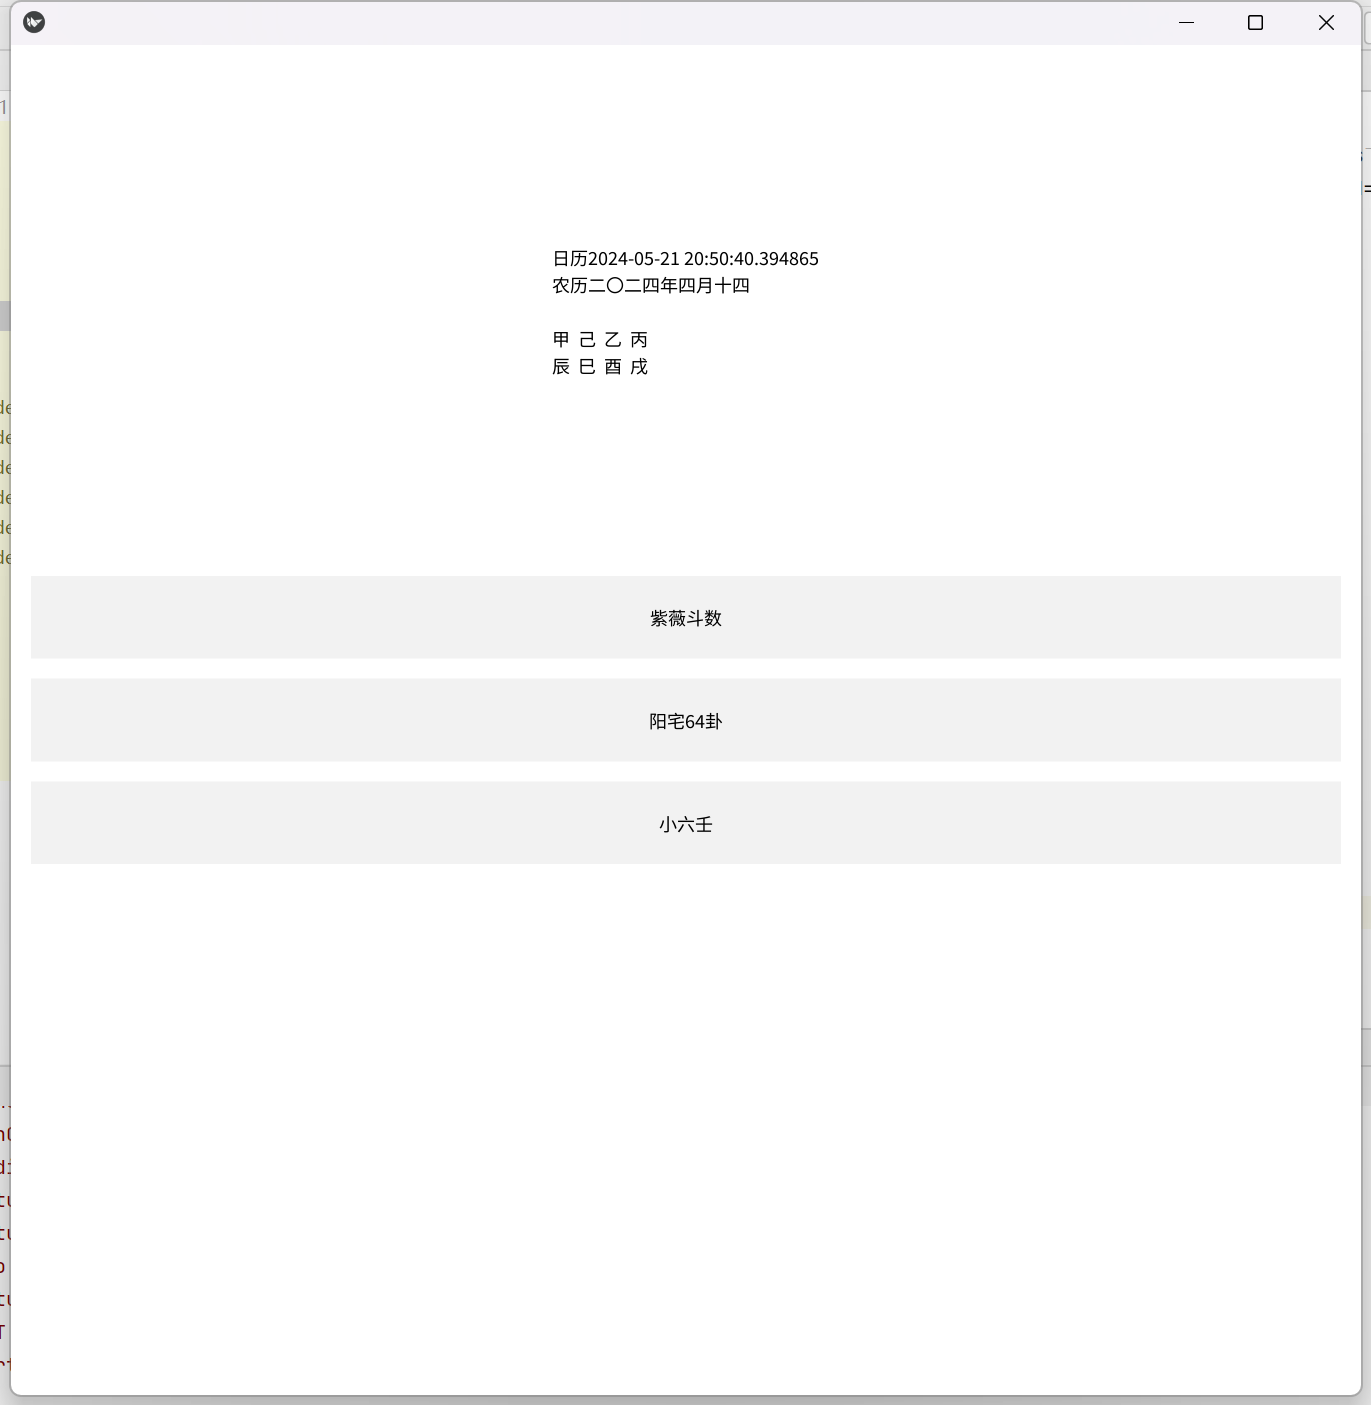 日历2024-05-21 20:50:40.394865
农历二〇二四年四月十四
甲 己 乙 丙
辰 巳 酉 戌
紫薇斗数
阳宅64卦
小六壬